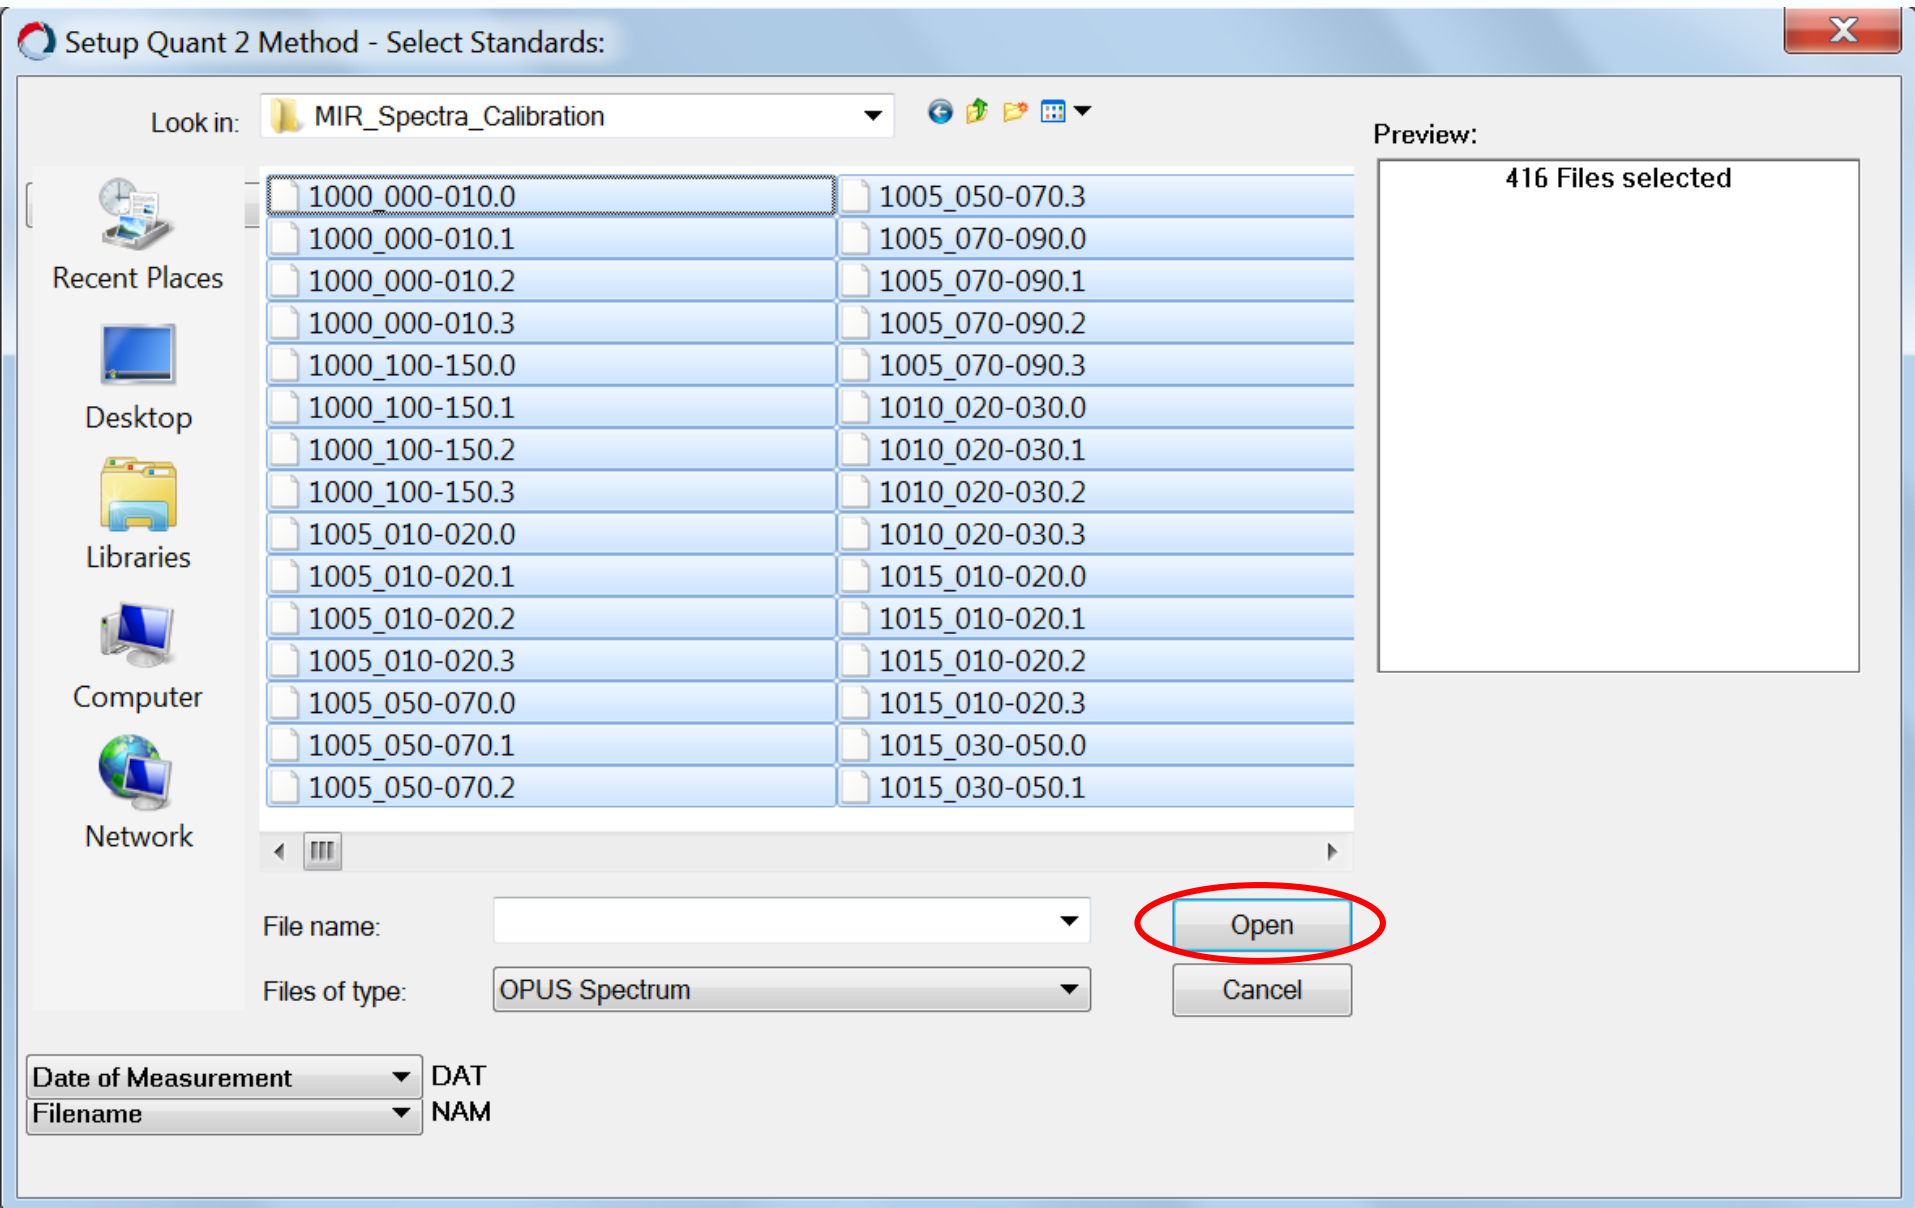 Setup Quant 2 Method - Select Standards:
Look in:
MIR_Spectra_Calibration
Preview:
416 Files selected
Recent Places
Desktop
Libraries
Computer
Network
1000_000-010.0
1000_000-010.1
1000_000-010.2
1000_000-010.3
1000_100-150.0
1000_100-150.1
1000_100-150.2
1000_100-150.3
1005_010-020.0
1005_010-020.1
1005_010-020.2
1005_010-020.3
1005_050-070.0
1005_050-070.1
1005_050-070.2
1005_050-070.3
1005_070-090.0
1005_070-090.1
1005_070-090.2
1005_070-090.3
1010_020-030.0
1010_020-030.1
1010_020-030.2
1010_020-030.3
1015_010-020.0
1015_010-020.1
1015_010-020.2
1015_010-020.3
1015_030-050.0
1015_030-050.1
File name:
Open
Files of type:
OPUS Spectrum
Cancel
Date of Measurement
DAT
Filename
NAM